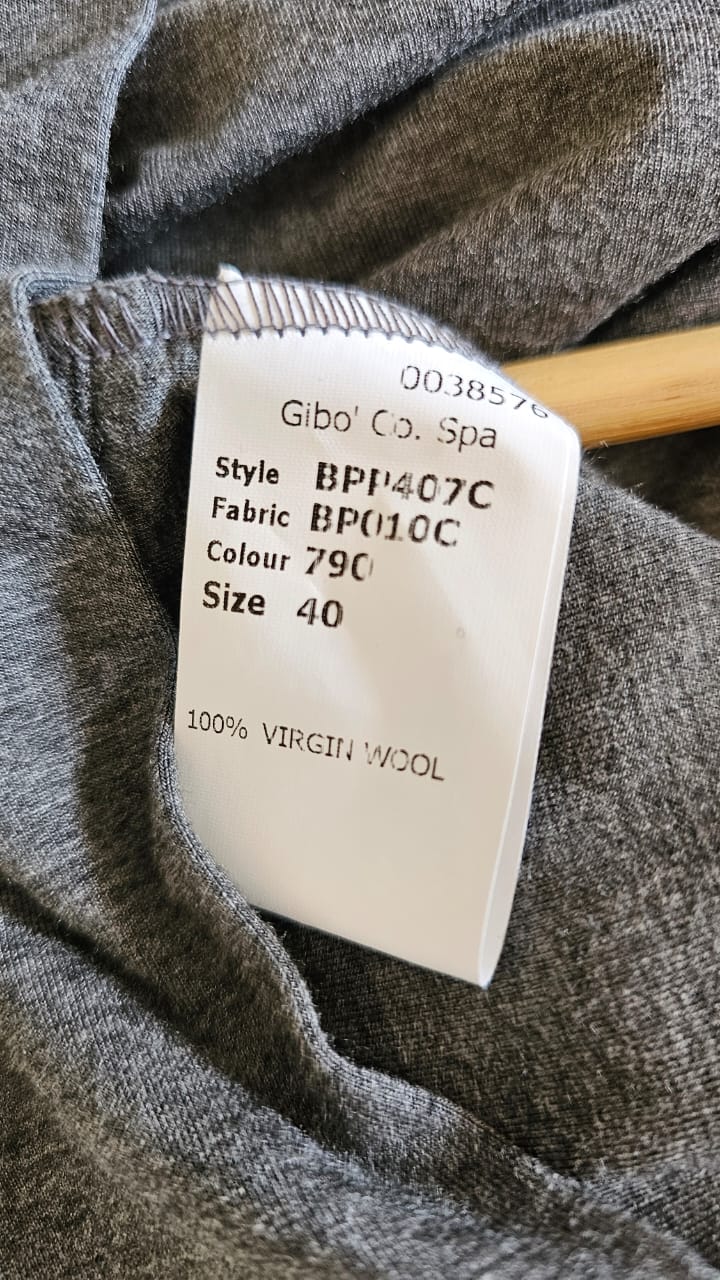 0038576
Gibo' Co. Spa
Style BPP407C
Fabric BP010C
Colour 790
Size 40
100% VIRGIN WOOL